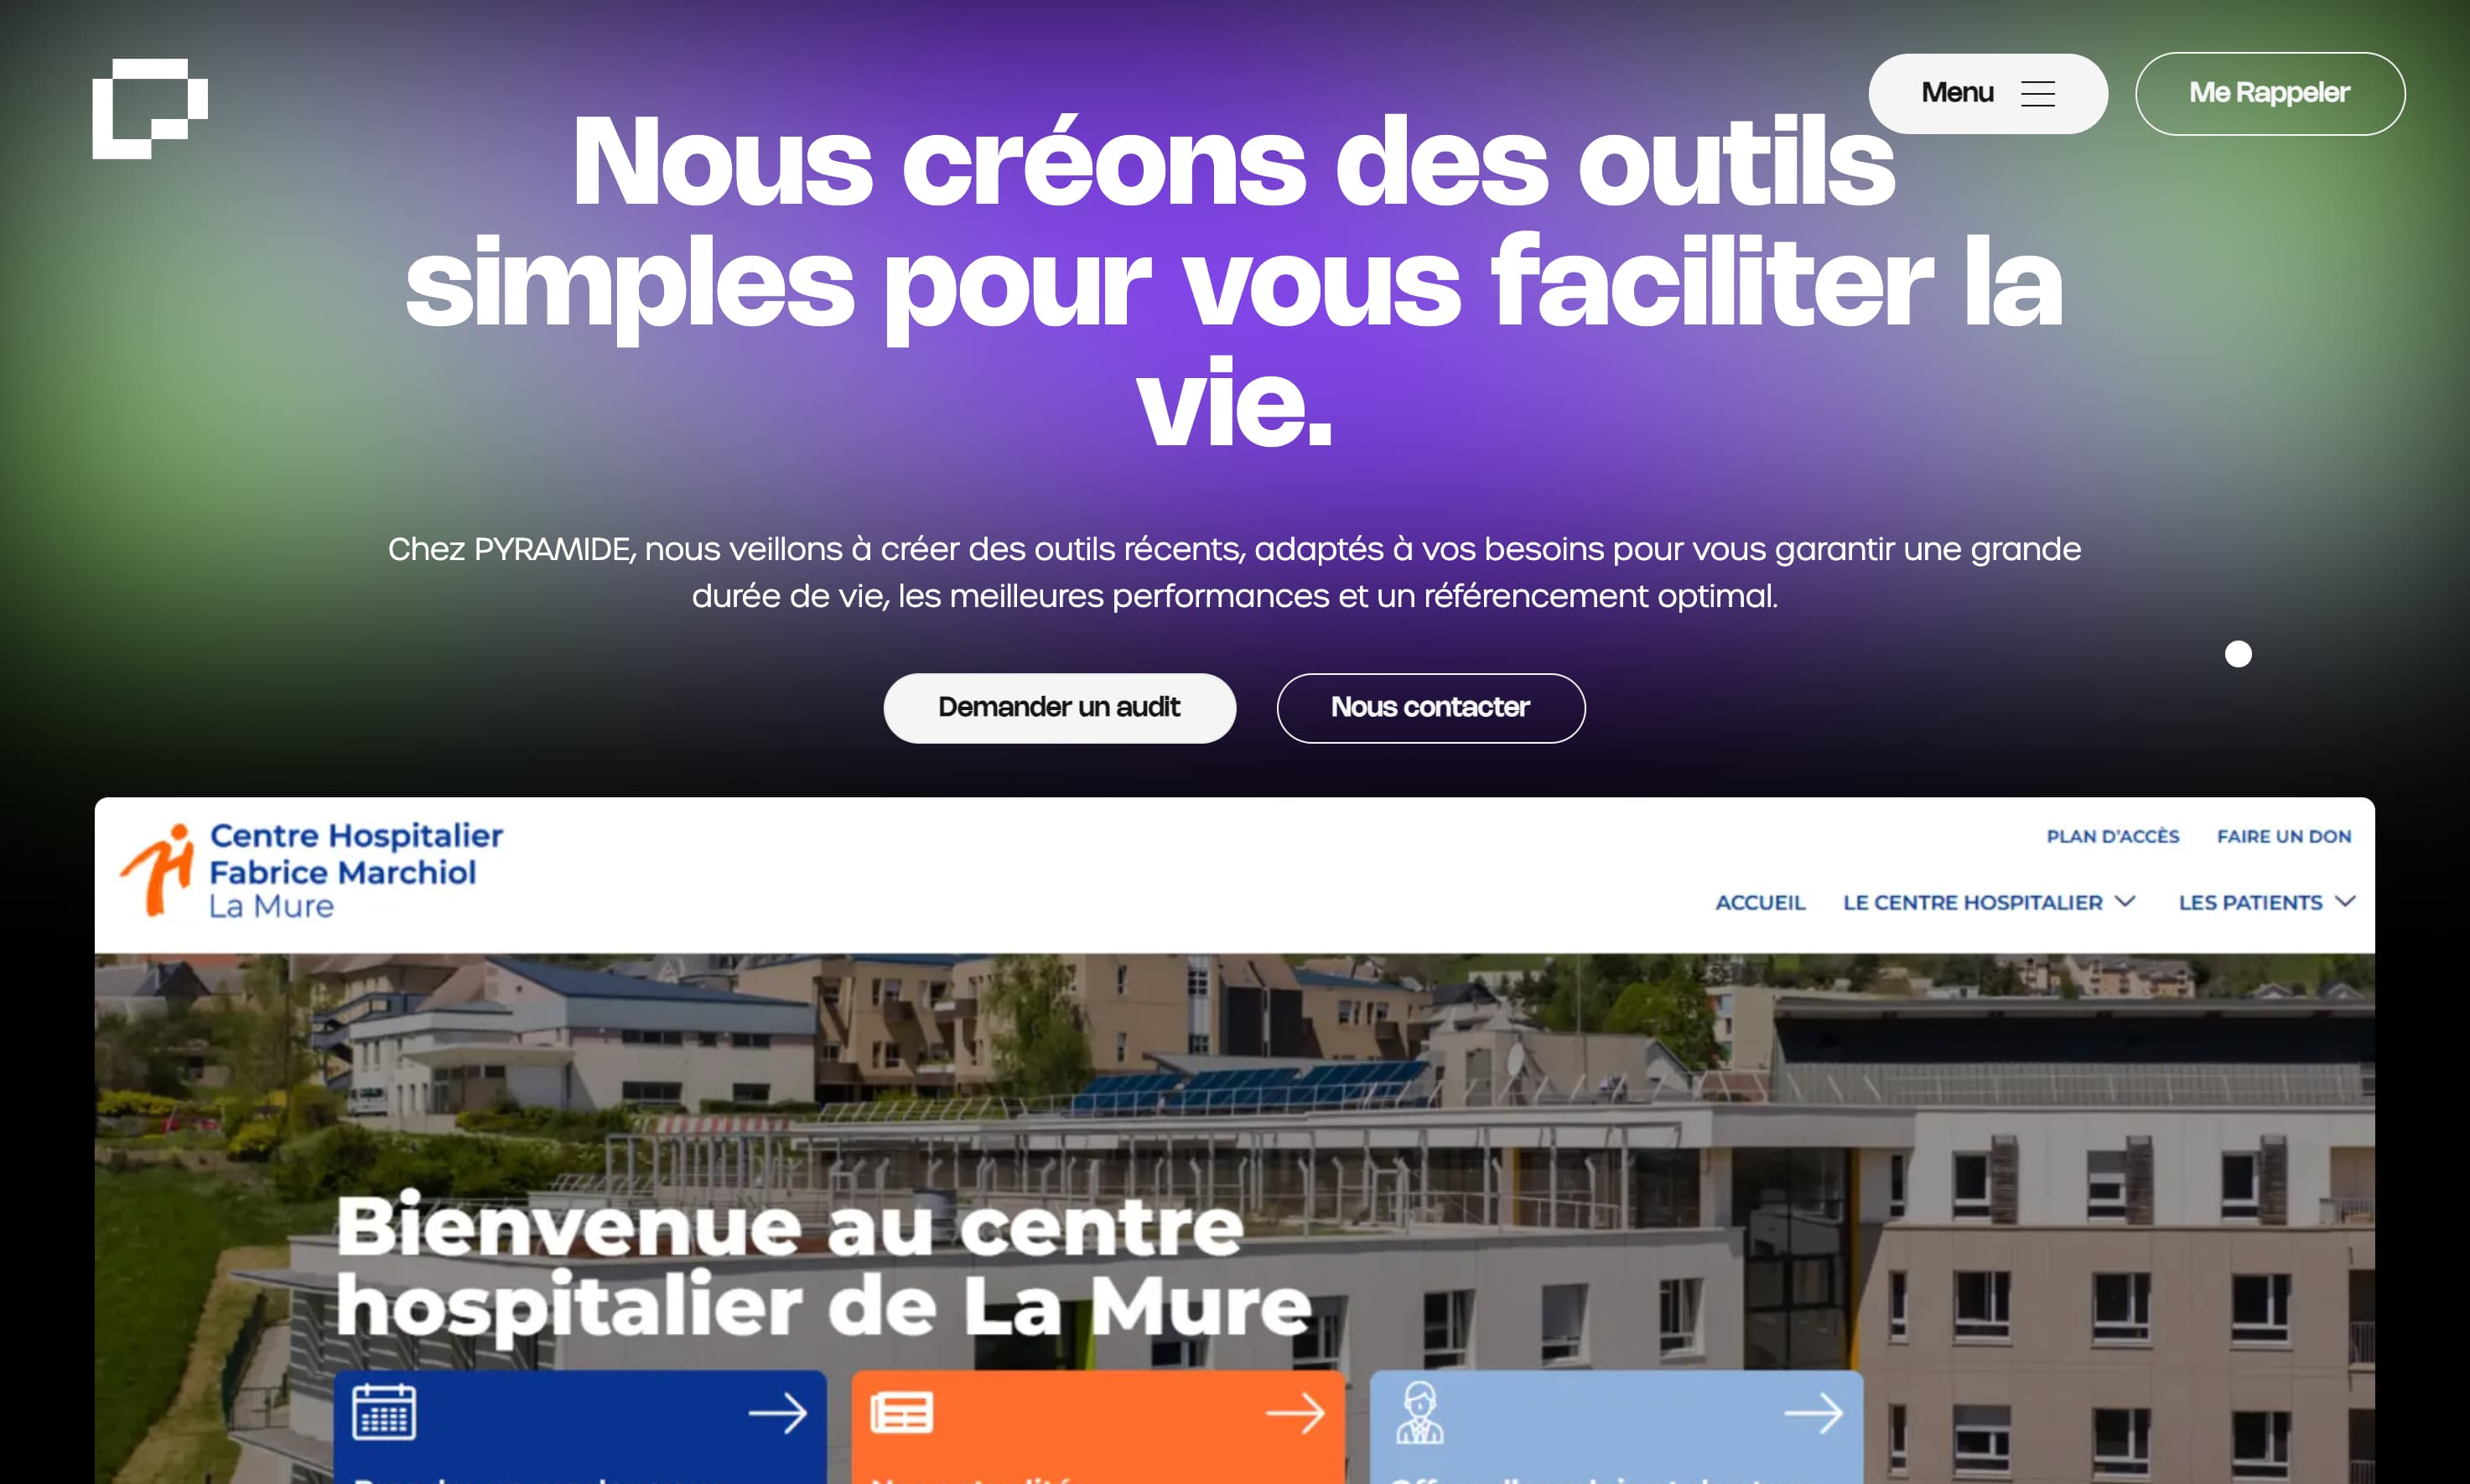 Menu
Me Rappeler
Nous créons des outils
simples pour vous faciliter la
vie.
Chez PYRAMIDE, nous veillons à créer des outils récents, adaptés à vos besoins pour vous garantir une grande
durée de vie, les meilleures performances et un référencement optimal.
Demander un audit
Nous contacter
Centre Hospitalier
Fabrice Marchiol
La Mure
PLAN D'ACCÈS
FAIRE UN DON
ACCUEIL
LE CENTRE HOSPITALIER
LES PATIENTS
Bienvenue au centre
hospitalier de La Mure